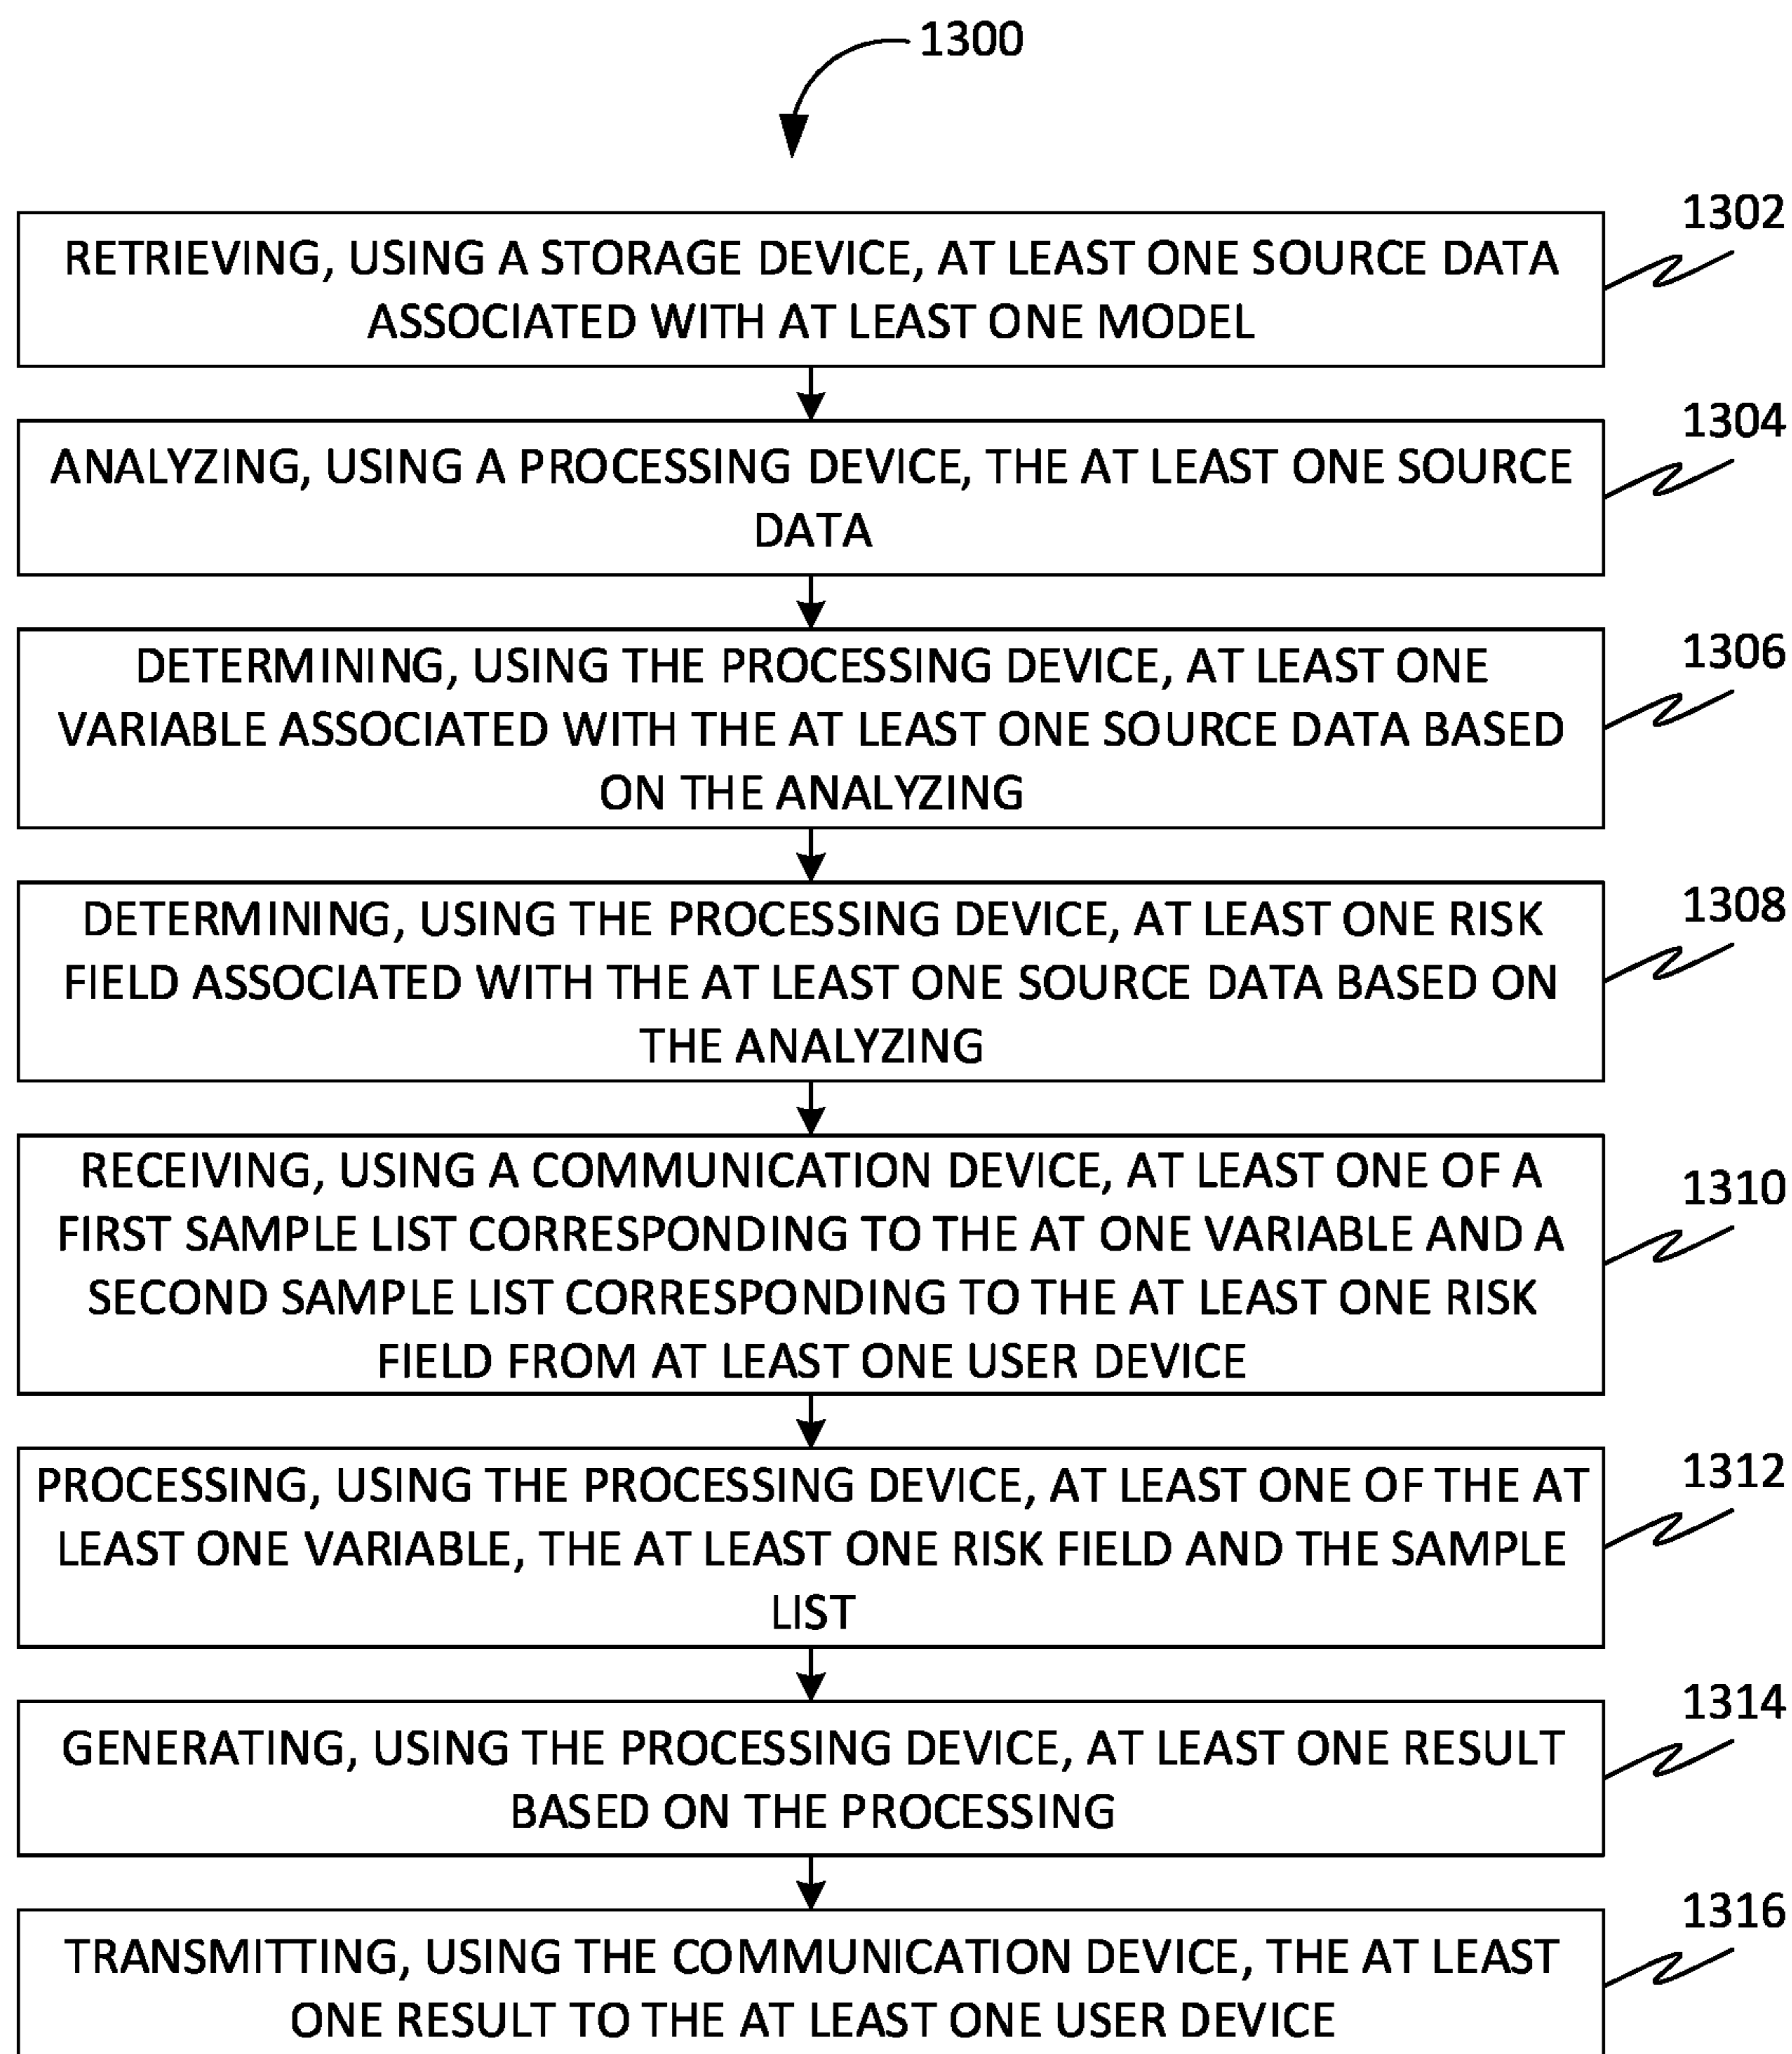 1300
1302
RETRIEVING, USING A STORAGE DEVICE, AT LEAST ONE SOURCE DATA
ASSOCIATED WITH AT LEAST ONE MODEL
1304
ANALYZING, USING A PROCESSING DEVICE, THE AT LEAST ONE SOURCE
DATA
1306
DETERMINING, USING THE PROCESSING DEVICE, AT LEAST ONE
VARIABLE ASSOCIATED WITH THE AT LEAST ONE SOURCE DATA BASED
ON THE ANALYZING
1308
DETERMINING, USING THE PROCESSING DEVICE, AT LEAST ONE RISK
FIELD ASSOCIATED WITH THE AT LEAST ONE SOURCE DATA BASED ON
THE ANALYZING
1310
RECEIVING, USING A COMMUNICATION DEVICE, AT LEAST ONE OF A
FIRST SAMPLE LIST CORRESPONDING TO THE AT ONE VARIABLE AND A
SECOND SAMPLE LIST CORRESPONDING TO THE AT LEAST ONE RISK
FIELD FROM AT LEAST ONE USER DEVICE
1312
PROCESSING, USING THE PROCESSING DEVICE, AT LEAST ONE OF THE AT
LEAST ONE VARIABLE, THE AT LEAST ONE RISK FIELD AND THE SAMPLE
LIST
1314
GENERATING, USING THE PROCESSING DEVICE, AT LEAST ONE RESULT
BASED ON THE PROCESSING
1316
TRANSMITTING, USING THE COMMUNICATION DEVICE, THE AT LEAST
ONE RESULT TO THE AT LEAST ONE USER DEVICE